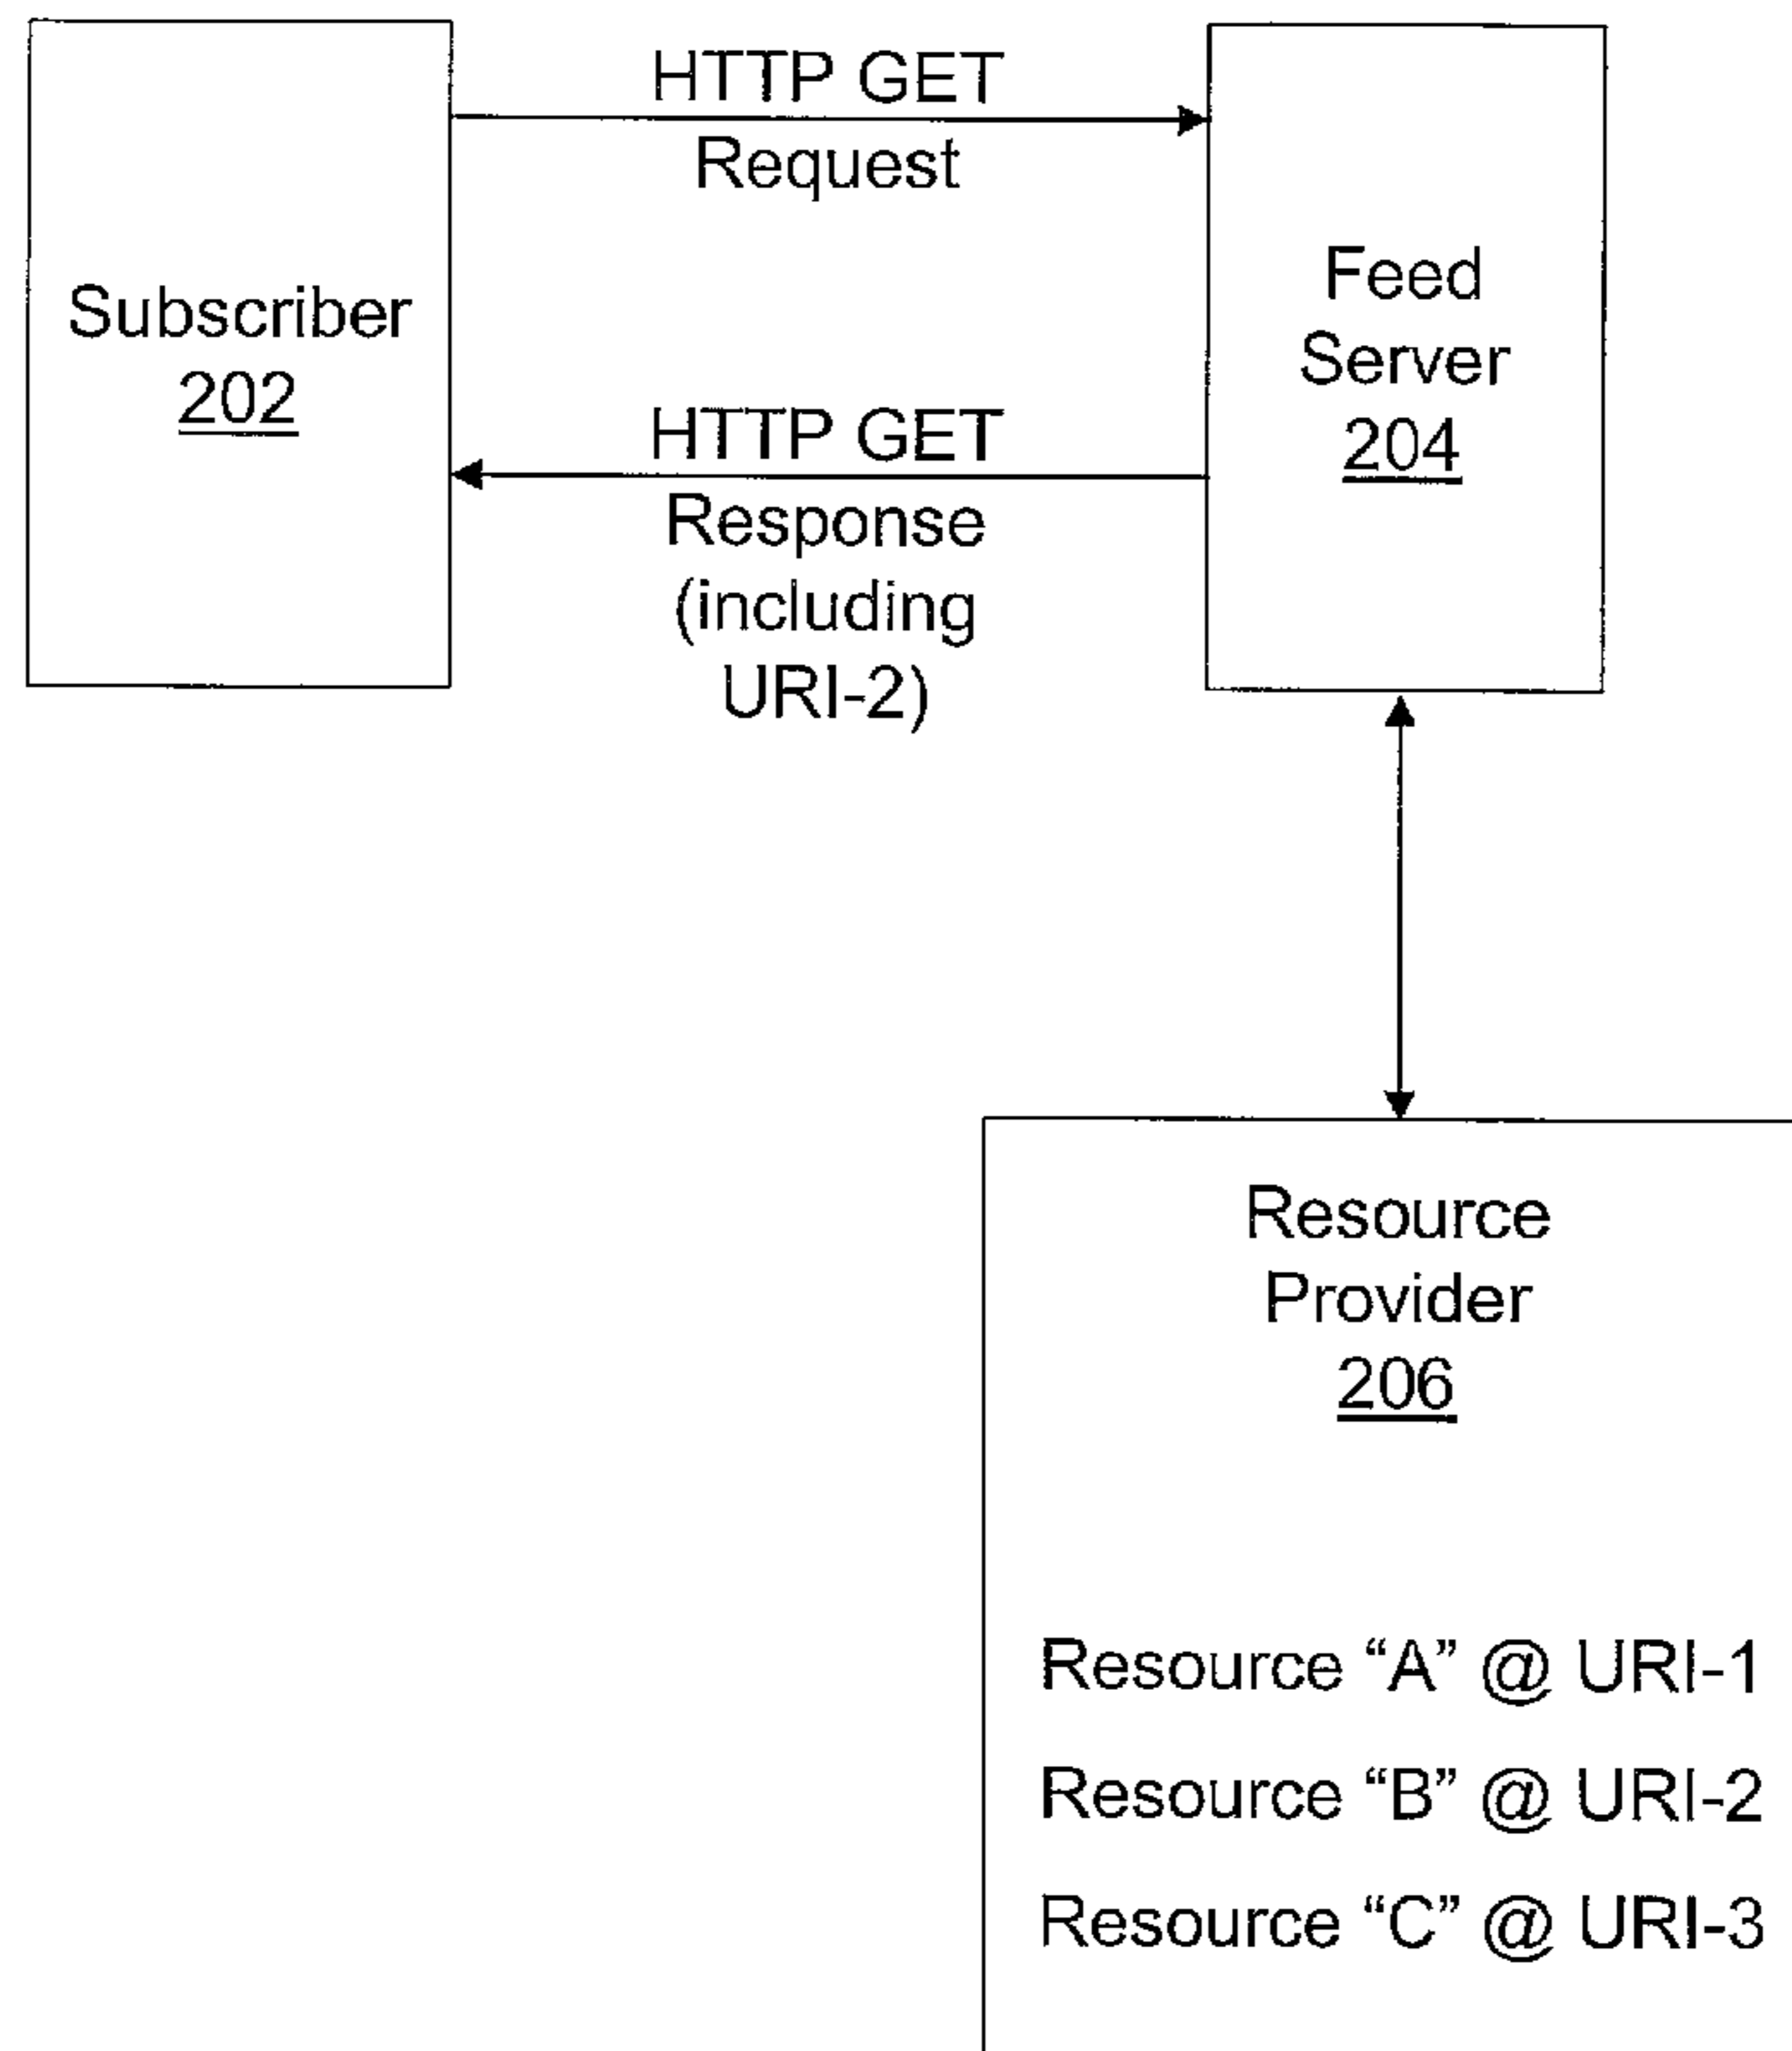 Subscriber
202
HTTP GET
Request
HTTP GET
Response
(including
URI-2)
Feed
Server
204
Resource
Provider
206
Resource “A” @ URI-1
Resource “B” @ URI-2
Resource “C” @ URI-3